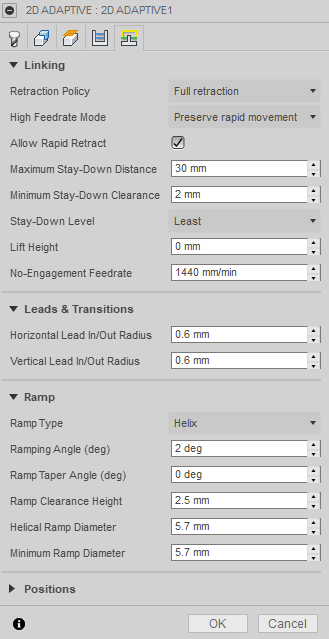 2D ADAPTIVE : 2D ADAPTIVE1
Linking
Retraction Policy Full retraction
High Feedrate Mode Preserve rapid movement
Allow Rapid Retract
Maximum Stay-Down Distance 30 mm
Minimum Stay-Down Clearance 2 mm
Stay-Down Level Least
Lift Height 0 mm
No-Engagement Feedrate 1440 mm/min
Leads & Transitions
Horizontal Lead In/Out Radius 0.6 mm
Vertical Lead In/Out Radius 0.6 mm
Ramp
Ramp Type Helix
Ramping Angle (deg) 2 deg
Ramp Taper Angle (deg) 0 deg
Ramp Clearance Height 2.5 mm
Helical Ramp Diameter 5.7 mm
Minimum Ramp Diameter 5.7 mm
Positions
OK Cancel